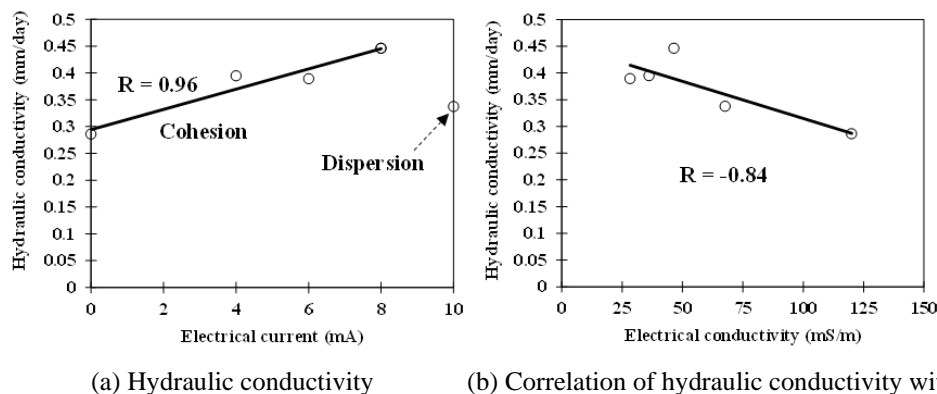 0.5
0.45
0.4
0.35
0.3
0.25
0.2
0.15
0.1
0.05
0
Hydraulic conductivity (mm/day)
R = 0.96
Cohesion
Dispersion
0 2 4 6 8 10
Electrical current (mA)
(a) Hydraulic conductivity
0.5
0.45
0.4
0.35
0.3
0.25
0.2
0.15
0.1
0.05
0
Hydraulic conductivity (mm/day)
R = -0.84
0 25 50 75 100 125 150
Electrical conductivity (mS/m)
(b) Correlation of hydraulic conductivity wi